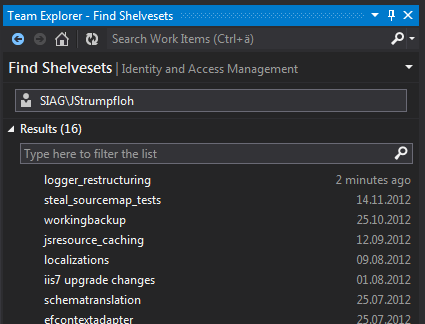 Team Explorer - Find Shelvesets
Search Work Items (Ctrl+ä)
Find Shelvesets | Identity and Access Management
SIAG\JStrumpfloh
Results (16)
Type here to filter the list
logger_restructuring 2 minutes ago
steal_sourcemap_tests 14.11.2012
workingbackup 25.10.2012
jsresource_caching 12.09.2012
localizations 09.08.2012
iis7 upgrade changes 01.08.2012
schematranslation 25.07.2012
efcontextadapter 25.07.2012